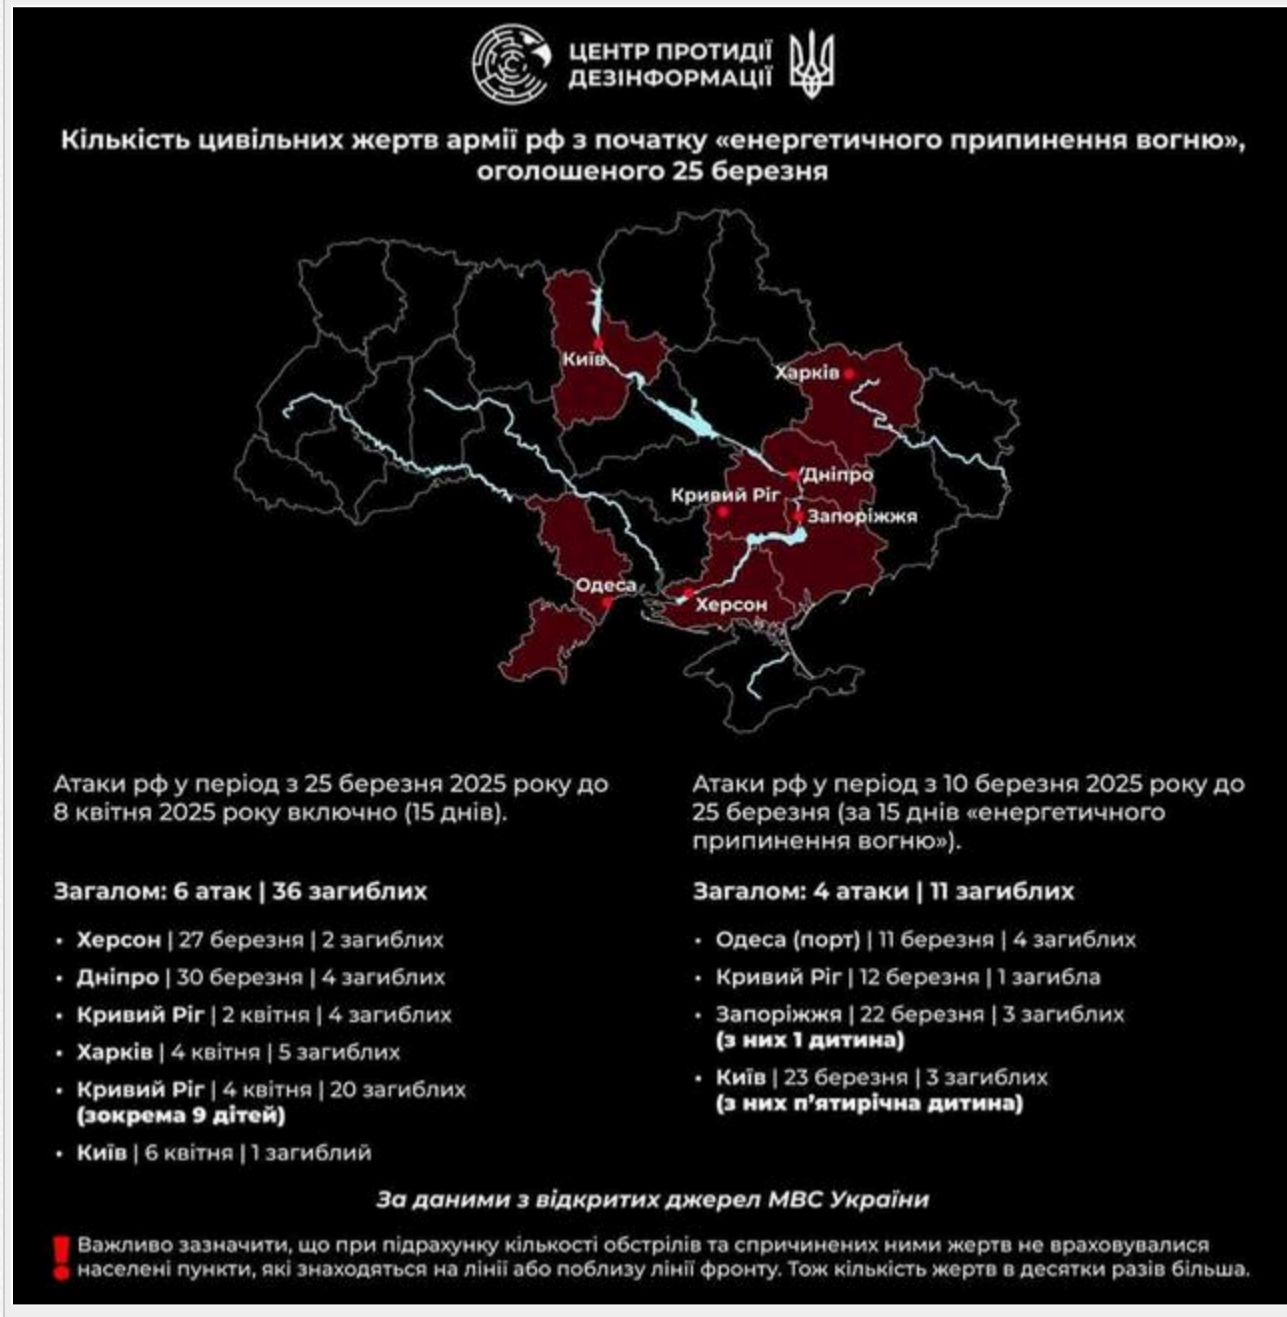 ЦЕНТР ПРОТИДІЇ
ДЕЗІНФОРМАЦІЇ
Кількість цивільних жертв армії рф з початку «енергетичного припинення вогню»,
оголошеного 25 березня
Київ
Харків
Дніпро
Кривий Ріг
Запоріжжя
Одеса
Херсон
Атаки рф у період з 25 березня 2025 року до
8 квітня 2025 року включно (15 днів).
Загалом: 6 атак | 36 загиблих
• Херсон | 27 березня | 2 загиблих
• Дніпро | 30 березня | 4 загиблих
• Кривий Ріг | 2 квітня | 4 загиблих
• Харків | 4 квітня | 5 загиблих
• Кривий Ріг | 4 квітня | 20 загиблих
(зокрема 9 дітей)
• Київ | 6 квітня | 1 загиблий
Атаки рф у період з 10 березня 2025 року до
25 березня (за 15 днів «енергетичного
припинення вогню»).
Загалом: 4 атаки | 11 загиблих
• Одеса (порт) | 11 березня | 4 загиблих
• Кривий Ріг | 12 березня | 1 загибла
• Запоріжжя | 22 березня | 3 загиблих
(з них 1 дитина)
• Київ | 23 березня | 3 загиблих
(з них п’ятирічна дитина)
За даними з відкритих джерел МВС України
Важливо зазначити, що при підрахунку кількості обстрілів та спричинених ними жертв не враховувалися
населені пункти, які знаходяться на лінії або поблизу лінії фронту. Тож кількість жертв в десятки разів більша.